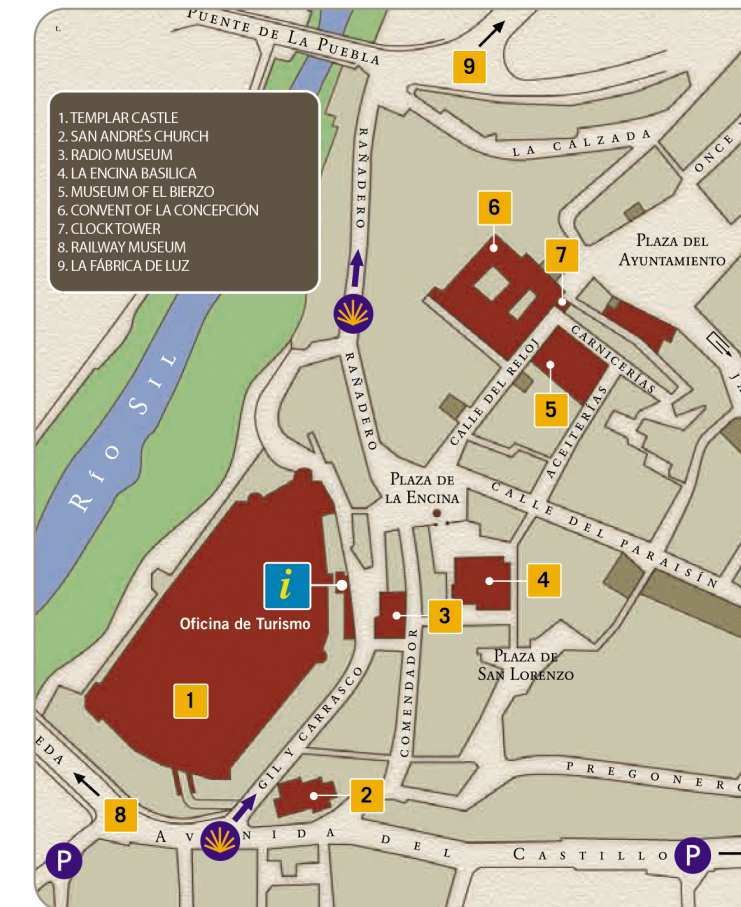 t.
PUENTE DE LA PUEBLA
9
1. TEMPLAR CASTLE
2. SAN ANDRÉS CHURCH
3. RADIO MUSEUM
4. LA ENCINA BASILICA
5. MUSEUM OF EL BIERZO
6. CONVENT OF LA CONCEPCIÓN
7. CLOCK TOWER
8. RAILWAY MUSEUM
9. LA FÁBRICA DE LUZ
RAÑADERO
LA CALZADA
ONCE
6
PLAZA DEL
AYUNTAMIENTO
7
CARNICERÍAS
JA
RÍO SIL
RAÑADERO
CALLE DEL RELOJ
5
ACEITERÍAS
PLAZA DE
LA ENCINA
CALLE DEL PARAISÍN
i
Oficina de Turismo
4
3
PLAZA DE
SAN LORENZO
COMENDADOR
GIL Y CARRASCO
1
EDA
PREGONERO
8
2
AVENIDA DEL CASTILLO
P
P